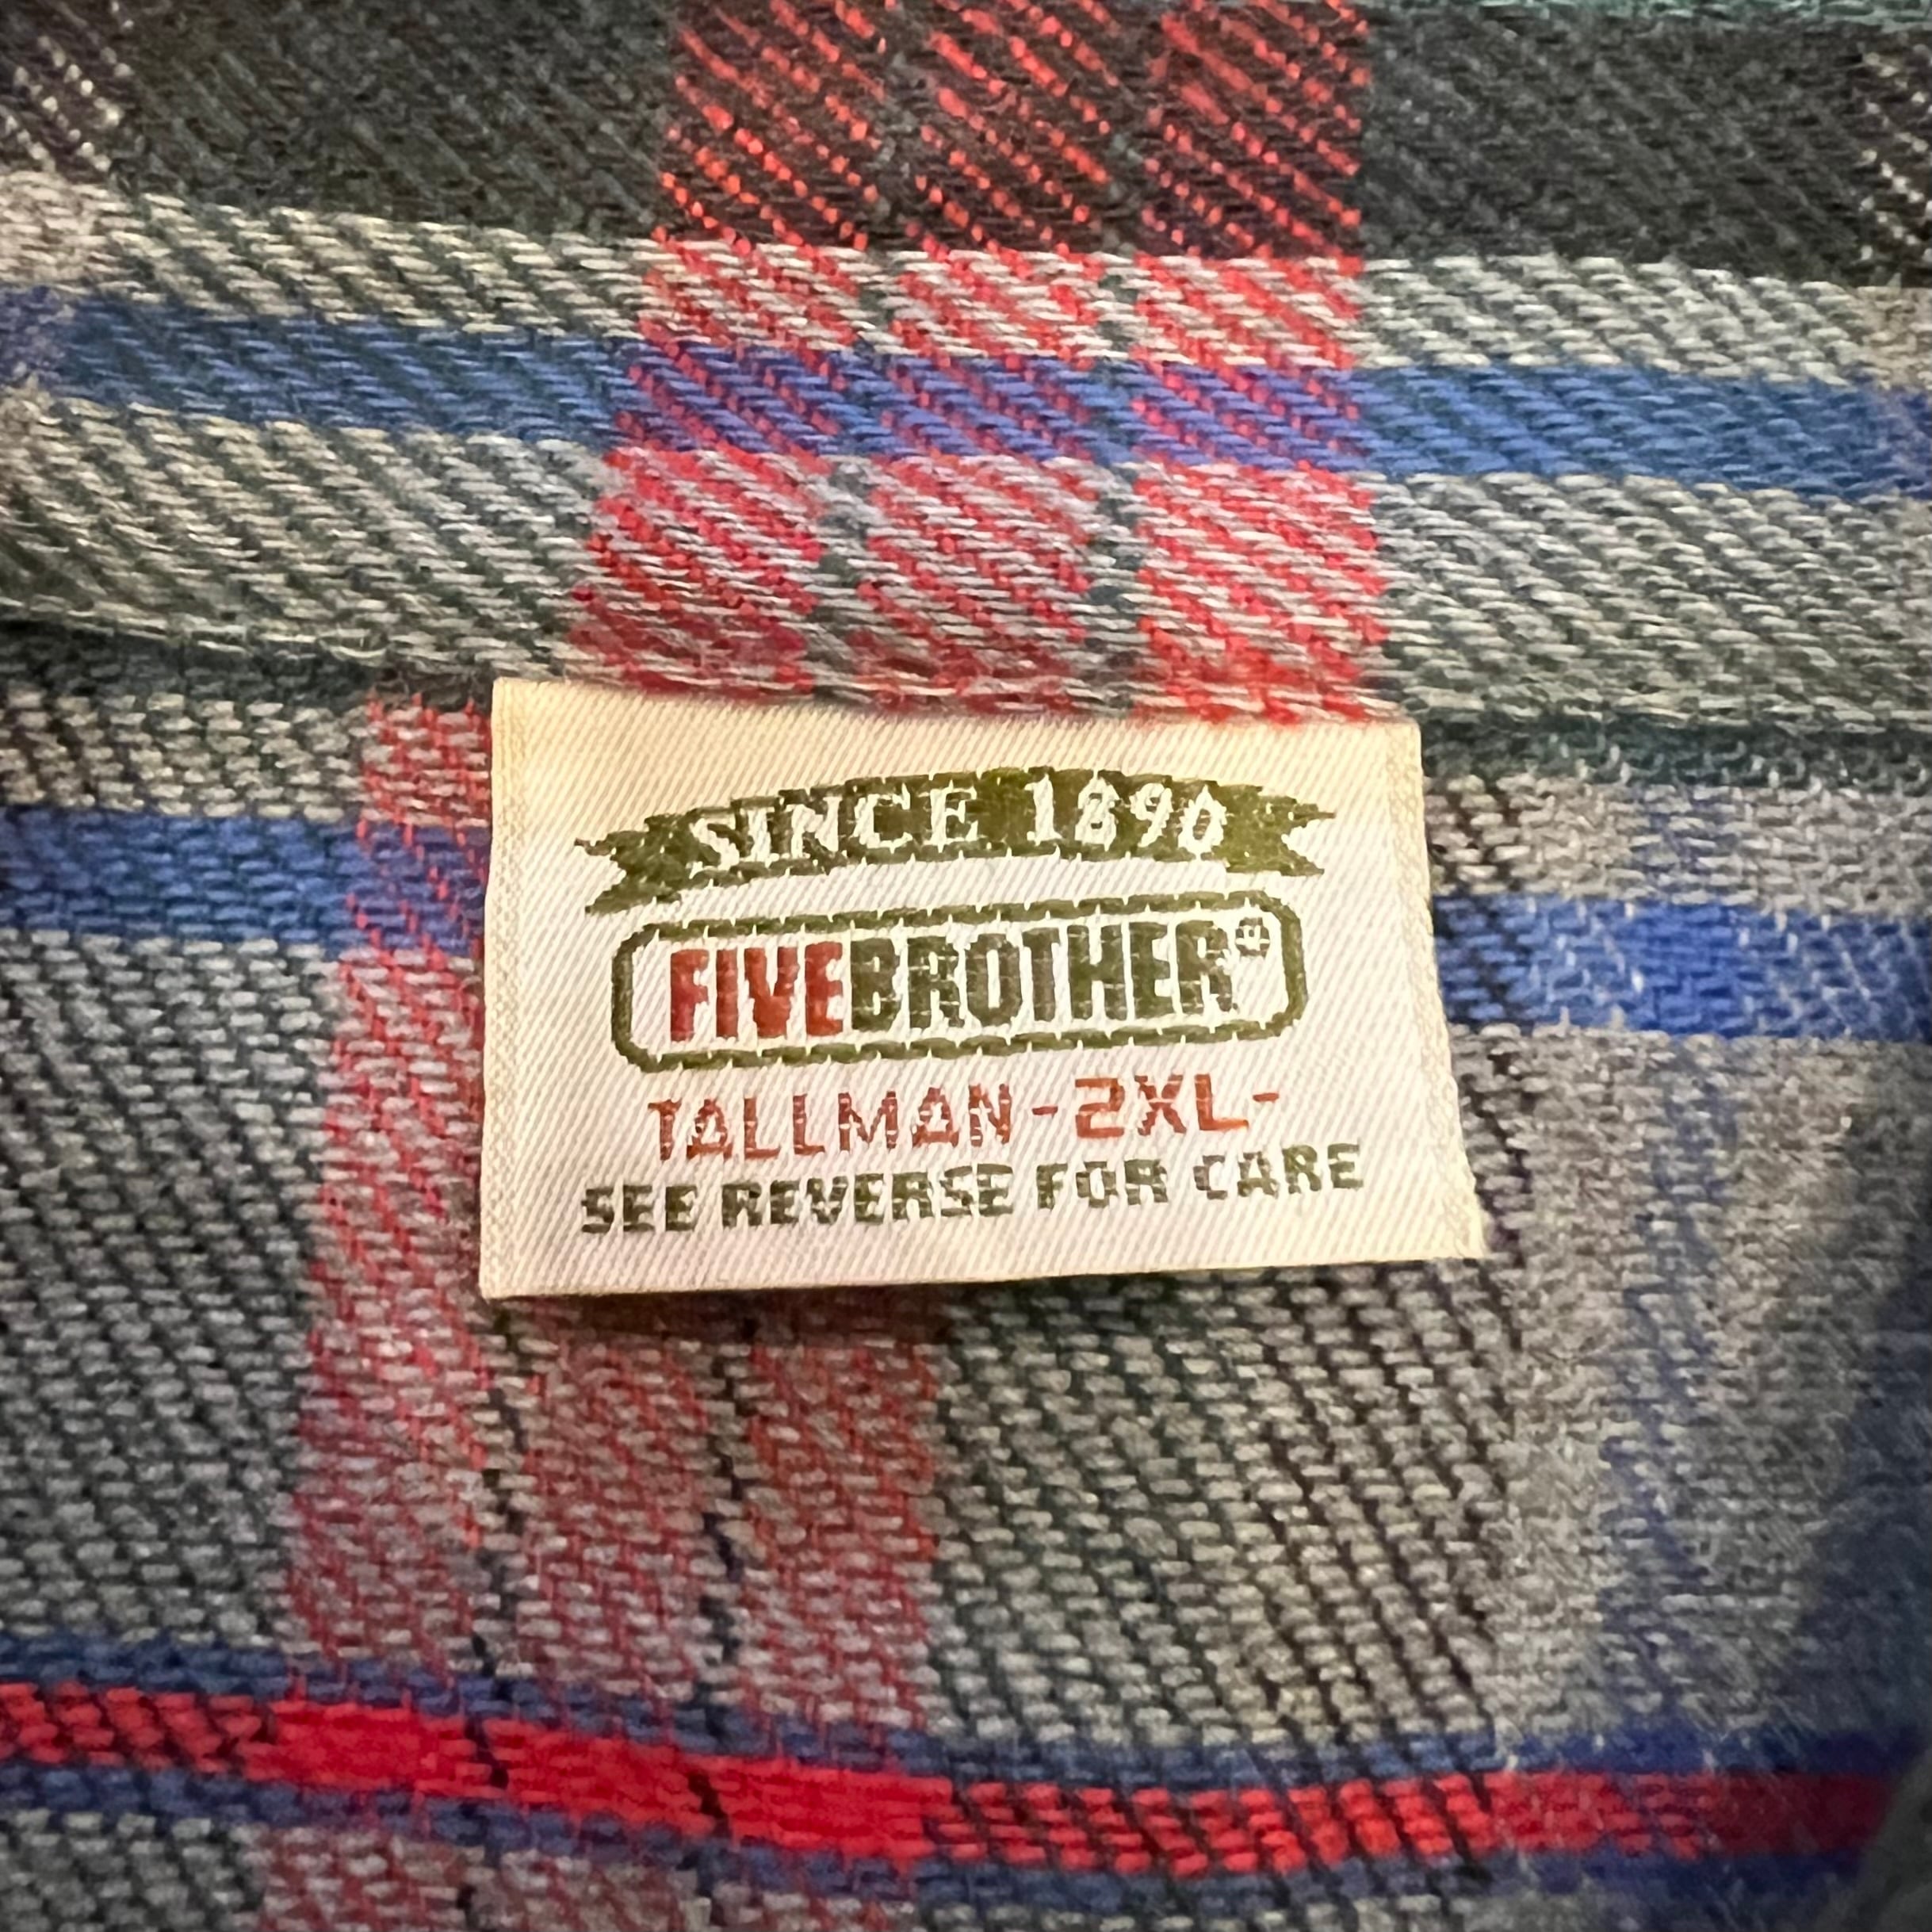 SINCE 1890
FIVEBROTHER®
TALLMAN -2XL-
SEE REVERSE FOR CARE